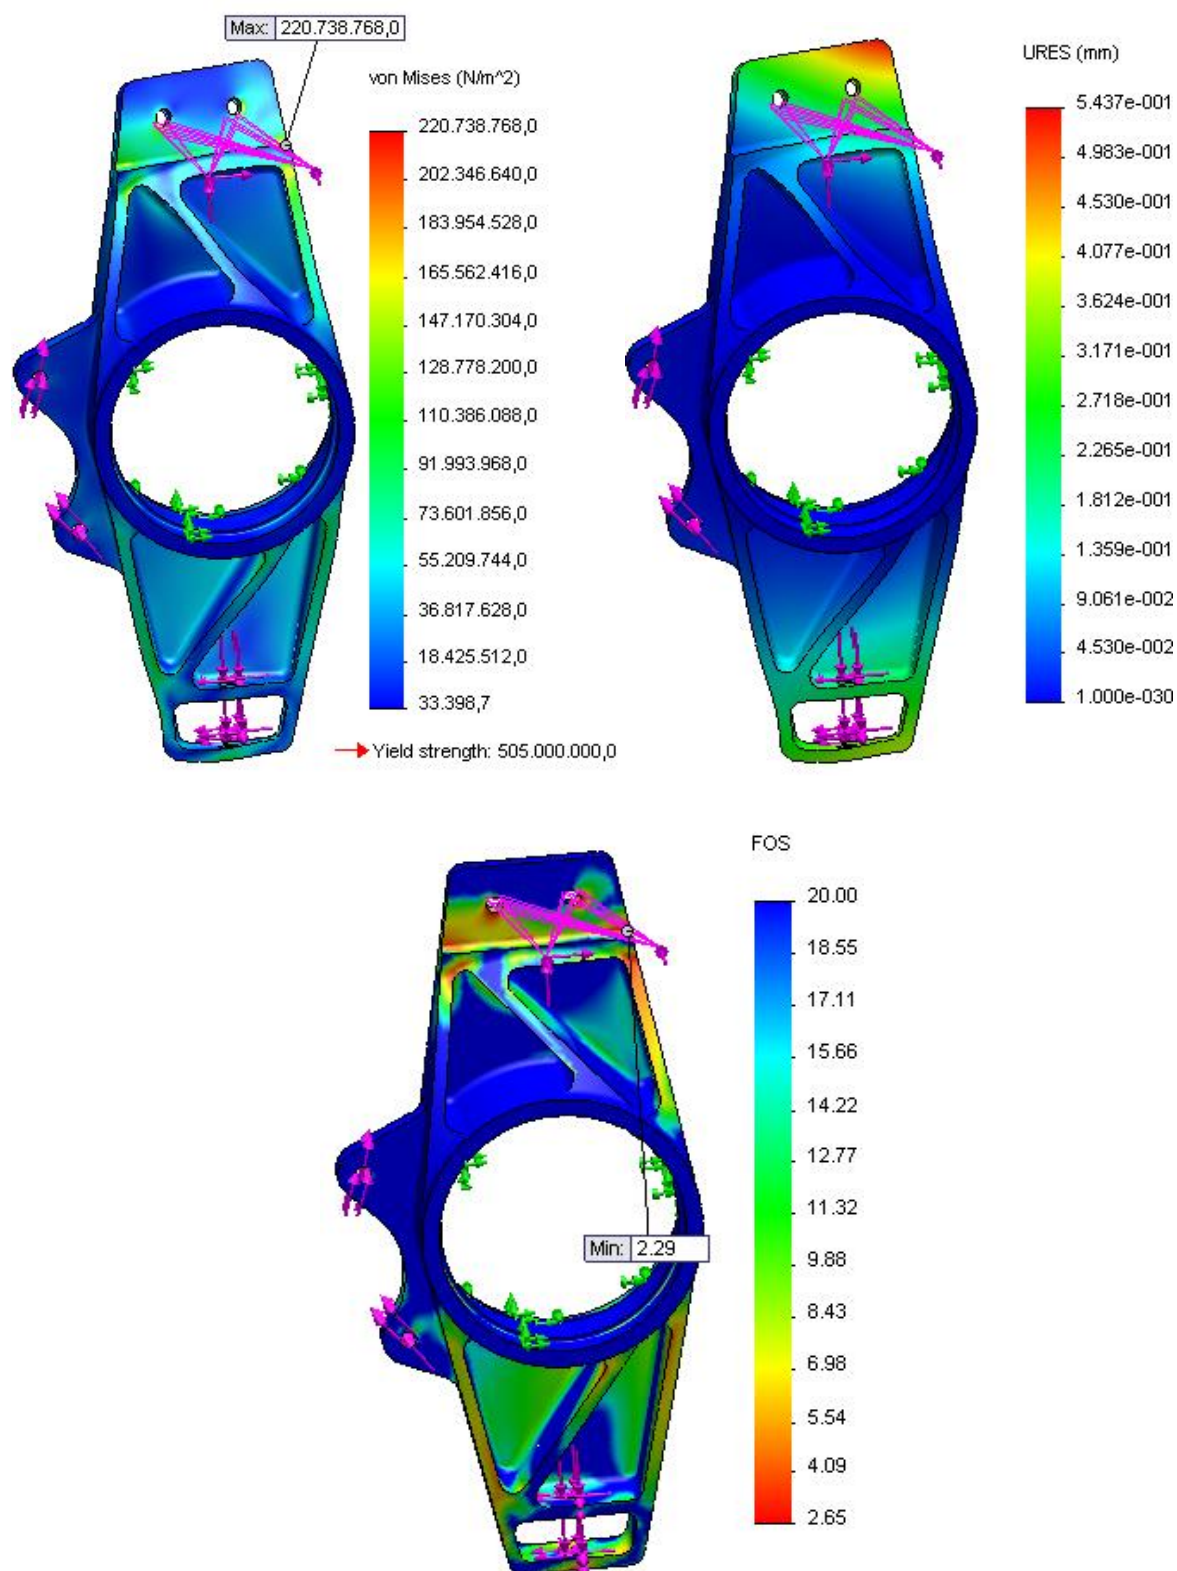 Max: 220.738.768,0
von Mises (N/m^2)
220.738.768,0
202.346.640,0
183.954.528,0
165.562.416,0
147.170.304,0
128.778.200,0
110.386.088,0
91.993.968,0
73.601.856,0
55.209.744,0
36.817.628,0
18.425.512,0
33.398,7
Yield strength: 505.000.000,0
URES (mm)
5.437e-001
4.983e-001
4.530e-001
4.077e-001
3.624e-001
3.171e-001
2.718e-001
2.265e-001
1.812e-001
1.359e-001
9.061e-002
4.530e-002
1.000e-030
FOS
20.00
18.55
17.11
15.66
14.22
12.77
11.32
9.88
8.43
6.98
5.54
4.09
2.65
Min: 2.29